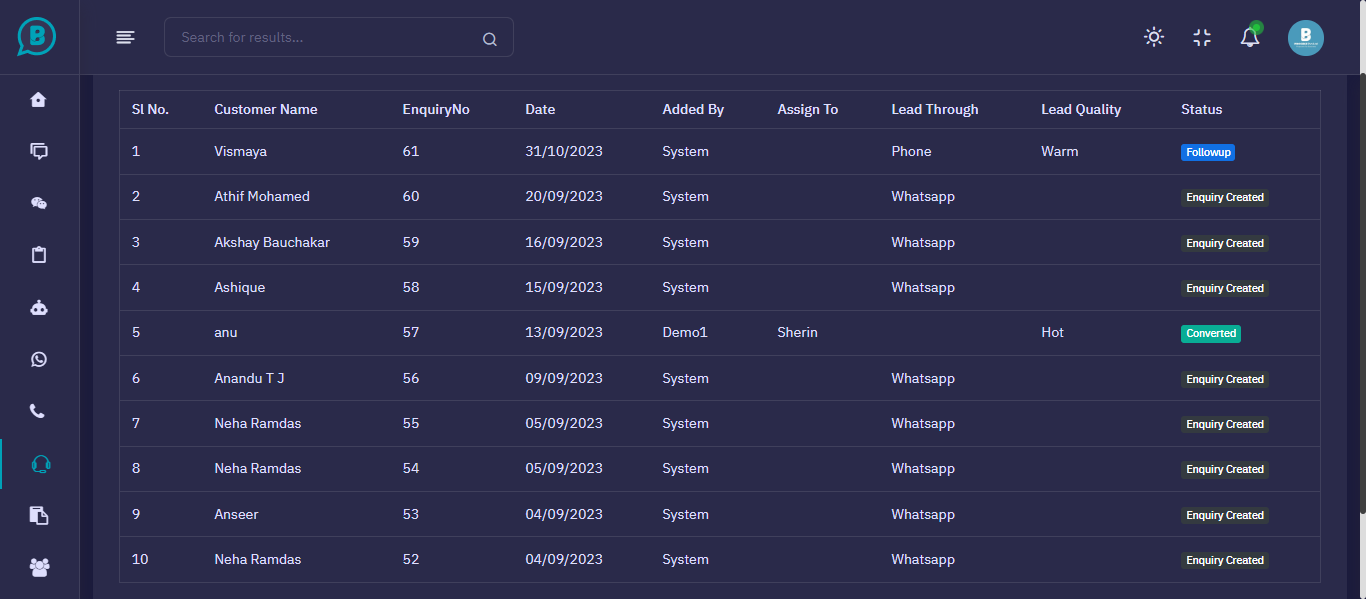 B
Search for results...
B
Sl No. Customer Name EnquiryNo Date Added By Assign To Lead Through Lead Quality Status
1 Vismaya 61 31/10/2023 System Phone Warm Followup
2 Athif Mohamed 60 20/09/2023 System Whatsapp Enquiry Created
3 Akshay Bauchakar 59 16/09/2023 System Whatsapp Enquiry Created
4 Ashique 58 15/09/2023 System Whatsapp Enquiry Created
5 anu 57 13/09/2023 Demo1 Sherin Hot Converted
6 Anandu T J 56 09/09/2023 System Whatsapp Enquiry Created
7 Neha Ramdas 55 05/09/2023 System Whatsapp Enquiry Created
8 Neha Ramdas 54 05/09/2023 System Whatsapp Enquiry Created
9 Anseer 53 04/09/2023 System Whatsapp Enquiry Created
10 Neha Ramdas 52 04/09/2023 System Whatsapp Enquiry Created